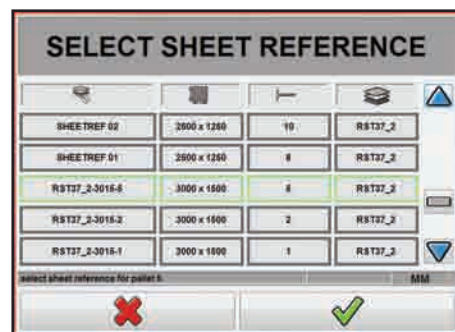 SELECT SHEET REFERENCE
SHEETREF 02 2500 x 1250 10 RST37_2
SHEETREF 01 2500 x 1250 8 RST37_2
RST37_2-3015-5 3000 x 1500 5 RST37_2
RST37_2-3015-2 3000 x 1500 2 RST37_2
RST37_2-3015-1 3000 x 1500 1 RST37_2
select sheet reference for pallet 5 MM